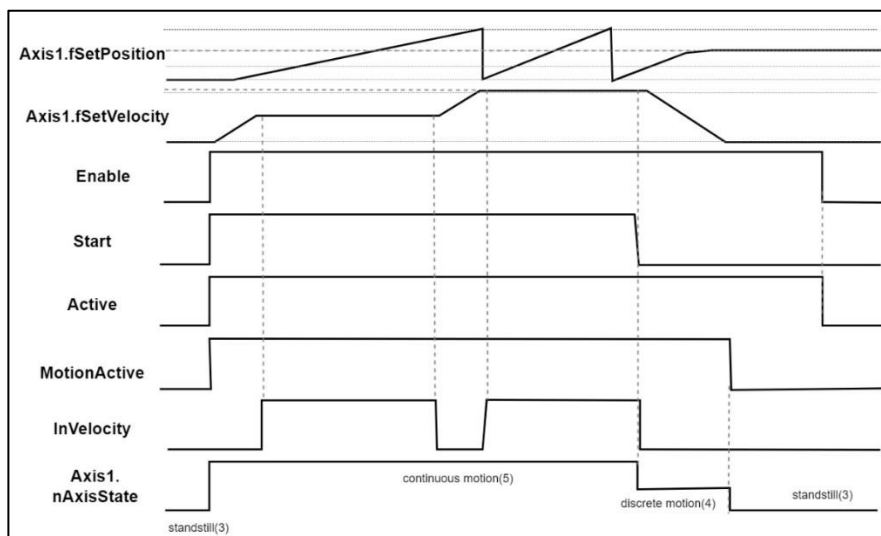 Axis1.fSetPosition
Axis1.fSetVelocity
Enable
Start
Active
MotionActive
InVelocity
Axis1.
nAxisState
continuous motion(5)
discrete motion(4)
standstill(3)
standstill(3)